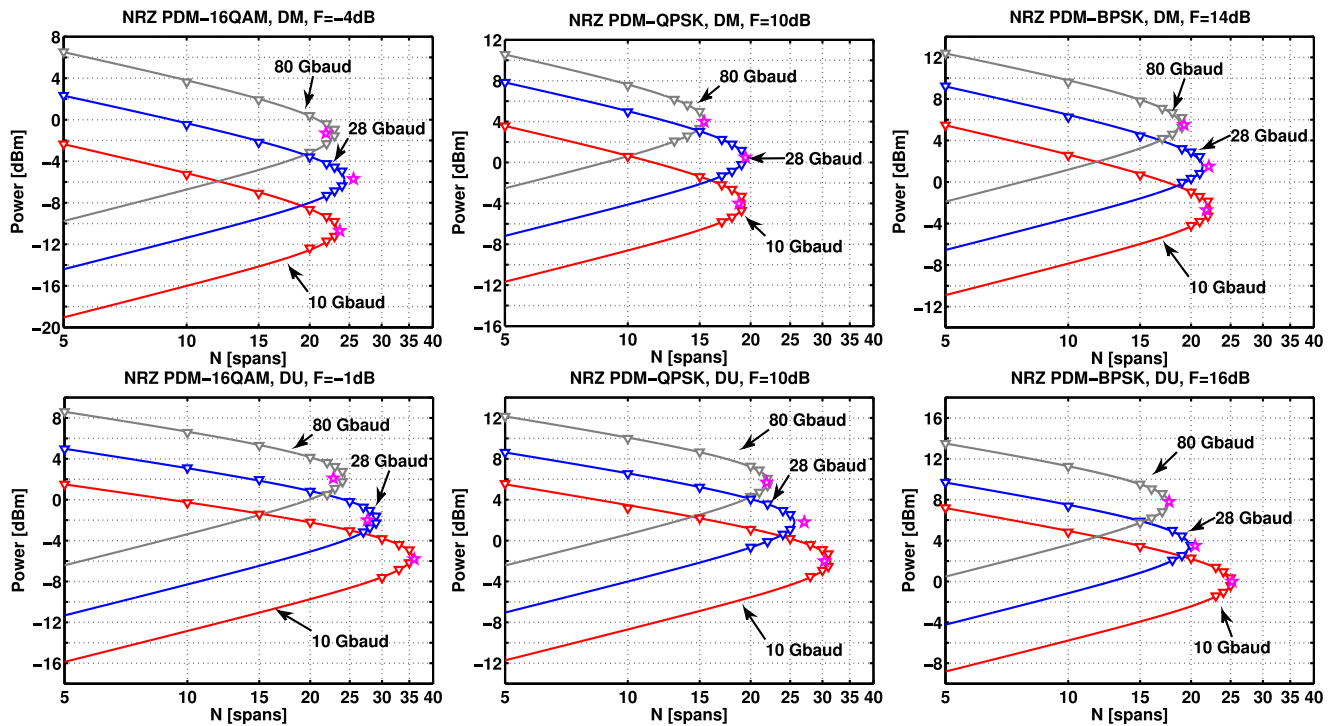 NRZ PDM−16QAM, DM, F=−4dB
8
4
0
−4
−8
−12
−16
−20
Power [dBm]
80 Gbaud
28 Gbaud
10 Gbaud
5
10
15
20
25
30
35
40
N [spans]
NRZ PDM−QPSK, DM, F=10dB
12
8
4
0
−4
−8
−12
−16
Power [dBm]
80 Gbaud
28 Gbaud
10 Gbaud
5
10
15
20
25
30
35
40
N [spans]
NRZ PDM−BPSK, DM, F=14dB
12
8
4
0
−4
−8
−12
Power [dBm]
80 Gbaud
28 Gbaud
10 Gbaud
5
10
15
20
25
30
35
40
N [spans]
NRZ PDM−16QAM, DU, F=−1dB
8
4
0
−4
−8
−12
−16
Power [dBm]
80 Gbaud
28 Gbaud
10 Gbaud
5
10
15
20
25
30
35
40
N [spans]
NRZ PDM−QPSK, DU, F=10dB
12
8
4
0
−4
−8
−12
Power [dBm]
80 Gbaud
28 Gbaud
10 Gbaud
5
10
15
20
25
30
35
40
N [spans]
NRZ PDM−BPSK, DU, F=16dB
16
12
8
4
0
−4
−8
Power [dBm]
80 Gbaud
28 Gbaud
10 Gbaud
5
10
15
20
25
30
35
40
N [spans]